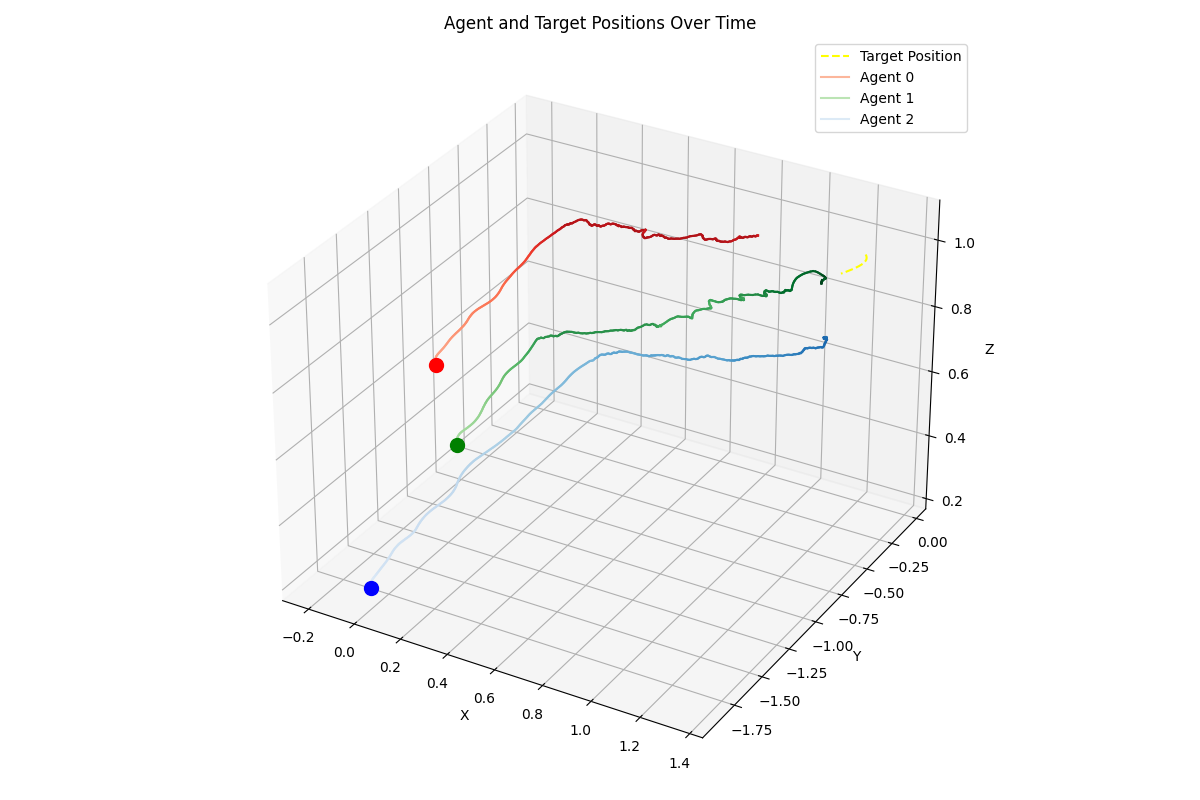 Agent and Target Positions Over Time
Target Position
Agent 0
Agent 1
Agent 2
1.0
0.8
Z
0.6
0.4
0.2
0.00
−0.25
−0.50
−0.75
−1.00
Y
−1.25
−1.50
−1.75
−0.2
0.0
0.2
0.4
0.6
0.8
1.0
1.2
1.4
X